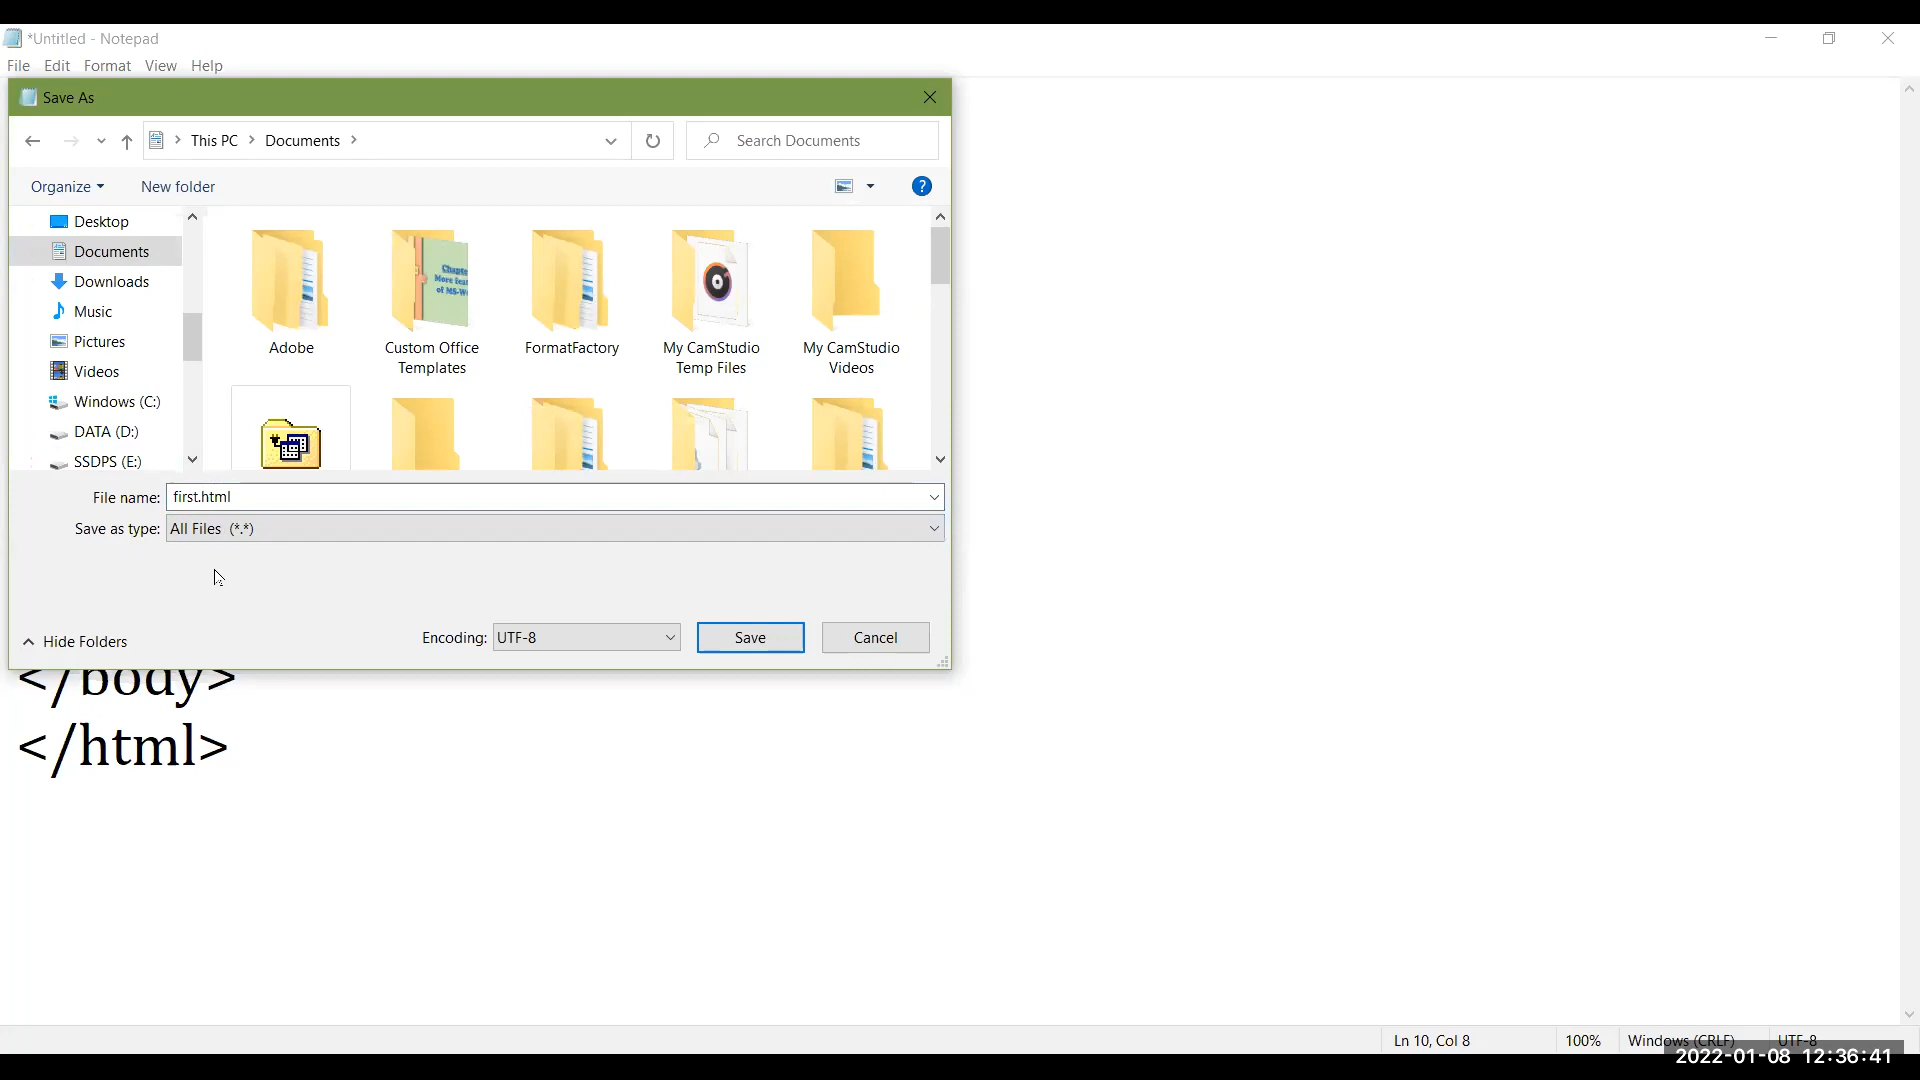 *Untitled - Notepad
File Edit Format View Help
Save As
This PC Documents
Search Documents
Organize New folder
?
Desktop
Documents
Downloads
Music
Pictures
Videos
Windows (C:)
DATA (D:)
SSDPS (E:)
Adobe
Custom Office
Templates
FormatFactory
My CamStudio
Temp Files
My CamStudio
Videos
File name: first.html
Save as type: All Files (*.*)
Hide Folders
Encoding: UTF-8
Save
Cancel
</body>
</html>
Ln 10, Col 8
100%
Windows (CRLF)
UTF-8
2022-01-08 12:36:41